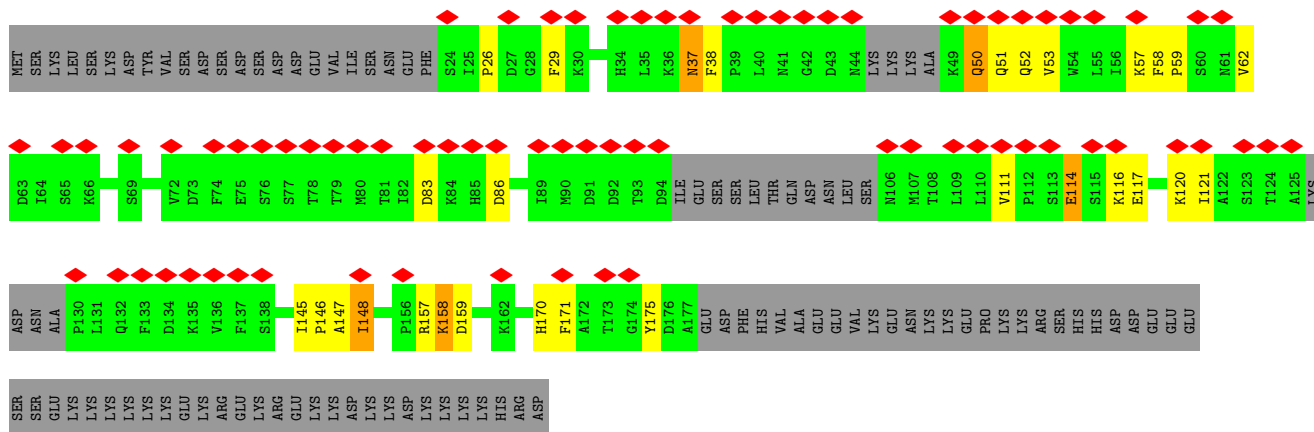 MET SER LYS LEU SER LYS ASP TYR VAL SER ASP SER ASP SER ASP ASP GLU VAL ILE SER ASN GLU PHE S24 I25 P26 D27 G28 F29 K30 H34 L35 K36 N37 F38 P39 L40 N41 G42 D43 N44 LYS LYS LYS ALA K49 Q50 Q51 Q52 V53 W54 L55 I56 K57 F58 P59 S60 N61 V62
D63 I64 S65 K66 S69 V72 D73 F74 E75 S76 S77 T78 T79 M80 T81 I82 D83 K84 H85 D86 I89 M90 D91 D92 T93 D94 ILE GLU SER SER LEU THR GLN ASP ASN LEU SER N106 M107 T108 L109 L110 V111 P112 S113 E114 S115 K116 E117 K120 I121 A122 S123 T124 A125 LYS
ASP ASN ALA P130 L131 Q132 F133 D134 K135 V136 F137 S138 I145 P146 A147 I148 P156 R157 K158 D159 K162 H170 F171 A172 T173 G174 Y175 D176 A177 GLU ASP PHE HIS VAL ALA GLU GLU VAL LYS GLU ASN LYS LYS GLU PRO LYS LYS ARG SER HIS HIS ASP ASP GLU GLU GLU
SER SER GLU LYS LYS LYS LYS LYS GLU LYS ARG GLU LYS ARG GLU LYS LYS ASP LYS LYS ASP LYS LYS LYS LYS HIS ARG ASP